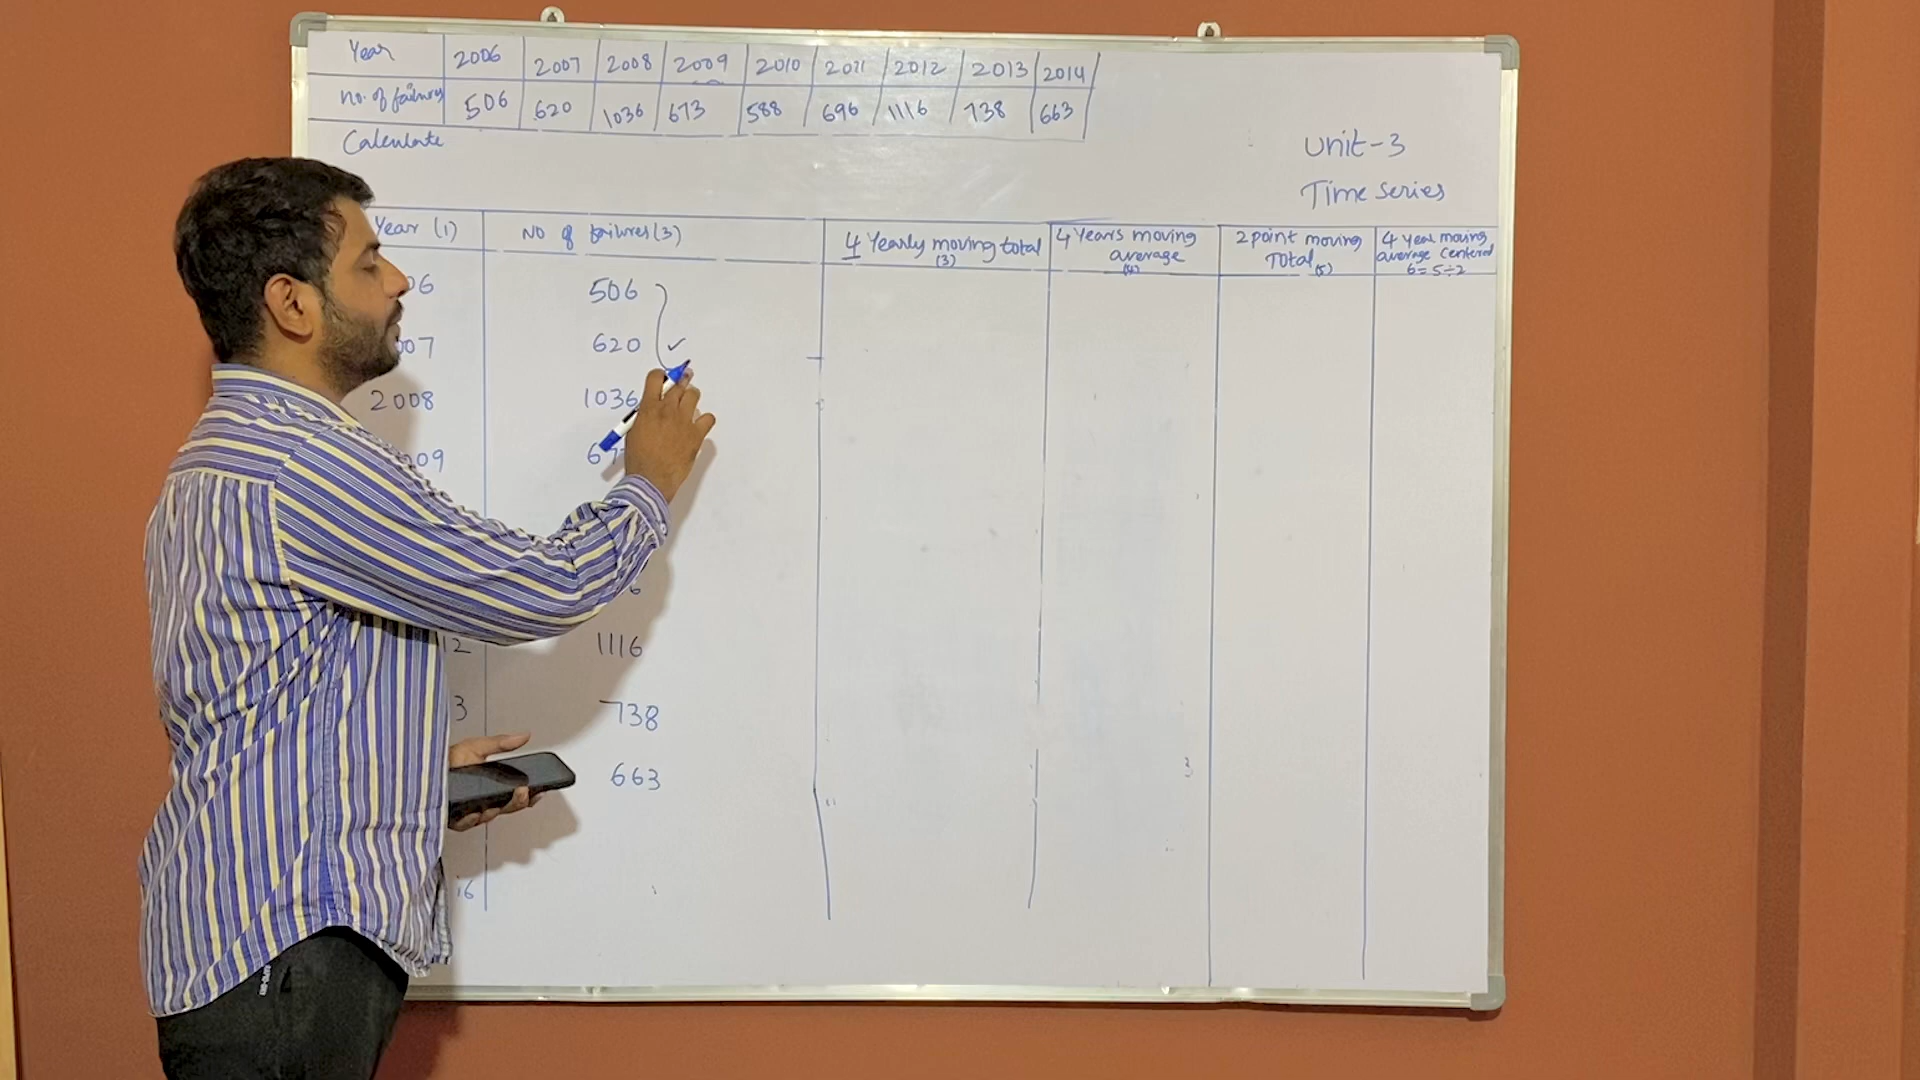 Year 2006 2007 2008 2009 2010 2011 2012 2013 2014
no. of failures 506 620 1036 673 588 696 1116 738 663
Calculate
Unit-3
Time series
Year (1) NO of failures (3) 4 Yearly moving total (3) 4 Years moving average (4) 2 point moving Total (5) 4 year moving average centered 6 = 5÷2
06 506
07 620 ✓
2008 1036
09
6
12 1116
3 738
663
16